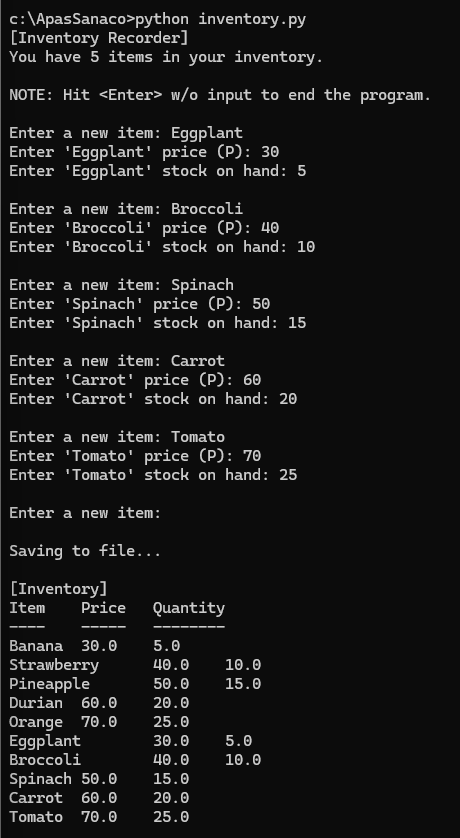 c:\ApasSanaco>python inventory.py
[Inventory Recorder]
You have 5 items in your inventory.
NOTE: Hit <Enter> w/o input to end the program.
Enter a new item: Eggplant
Enter 'Eggplant' price (P): 30
Enter 'Eggplant' stock on hand: 5
Enter a new item: Broccoli
Enter 'Broccoli' price (P): 40
Enter 'Broccoli' stock on hand: 10
Enter a new item: Spinach
Enter 'Spinach' price (P): 50
Enter 'Spinach' stock on hand: 15
Enter a new item: Carrot
Enter 'Carrot' price (P): 60
Enter 'Carrot' stock on hand: 20
Enter a new item: Tomato
Enter 'Tomato' price (P): 70
Enter 'Tomato' stock on hand: 25
Enter a new item:
Saving to file...
[Inventory]
Item    Price   Quantity
----    -----   --------
Banana  30.0    5.0
Strawberry      40.0    10.0
Pineapple       50.0    15.0
Durian  60.0    20.0
Orange  70.0    25.0
Eggplant        30.0    5.0
Broccoli        40.0    10.0
Spinach 50.0    15.0
Carrot  60.0    20.0
Tomato  70.0    25.0